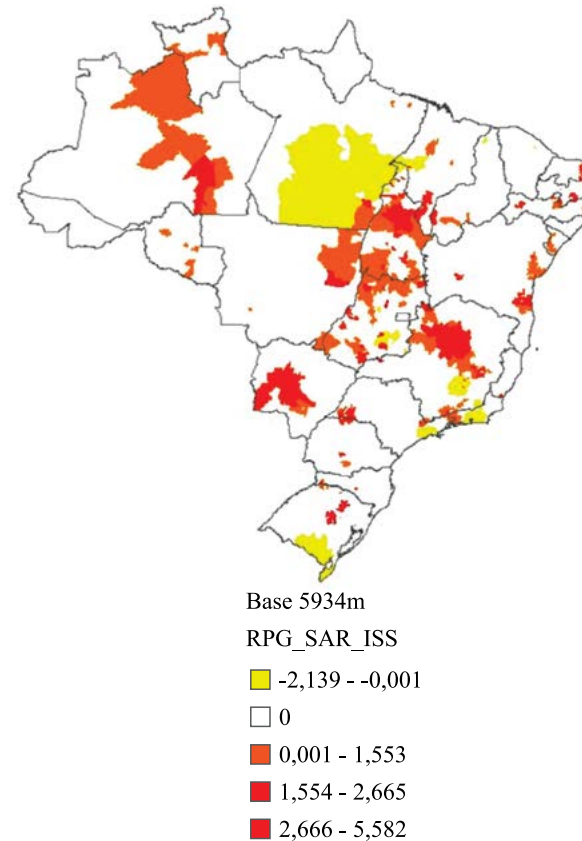 Base 5934m
RPG_SAR_ISS
-2,139 - -0,001
0
0,001 - 1,553
1,554 - 2,665
2,666 - 5,582